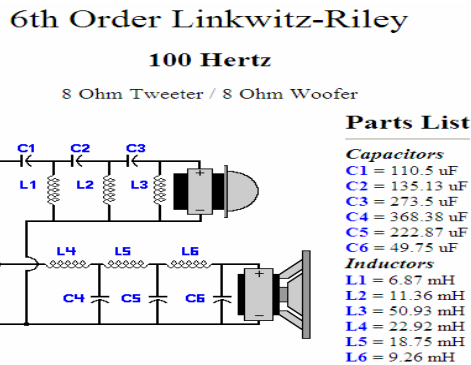 6th Order Linkwitz-Riley
100 Hertz
8 Ohm Tweeter / 8 Ohm Woofer
C1 C2 C3
L1 L2 L3
+
L4 L5 L6
C4 C5 C6
+
Parts List
Capacitors
C1 = 110.5 uF
C2 = 135.13 uF
C3 = 273.5 uF
C4 = 368.38 uF
C5 = 222.87 uF
C6 = 49.75 uF
Inductors
L1 = 6.87 mH
L2 = 11.36 mH
L3 = 50.93 mH
L4 = 22.92 mH
L5 = 18.75 mH
L6 = 9.26 mH